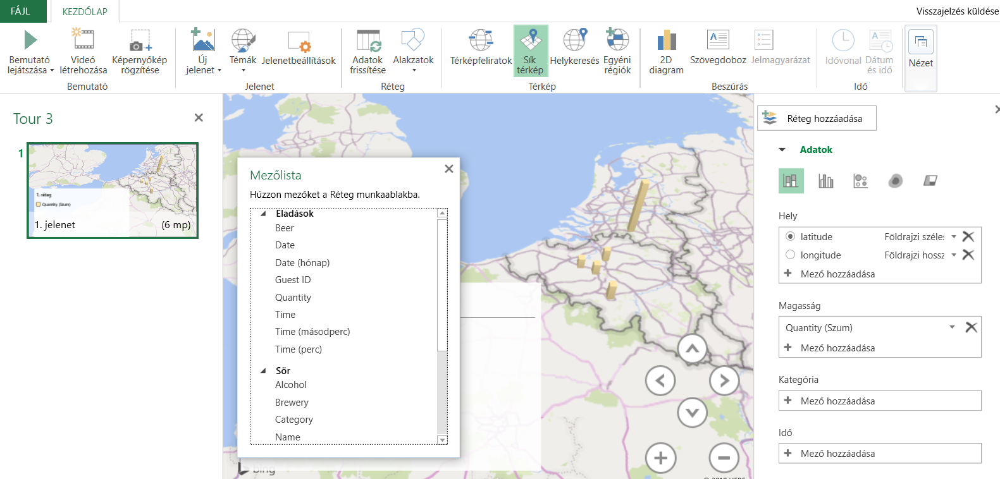 FÁJL
KEZDŐLAP
Visszajelzés küldése
Bemutató lejátszása
Videó létrehozása
Képernyőkép rögzítése
Új jelenet
Témák
Jelenetbeállítások
Adatok frissítése
Alakzatok
Térképfeliratok
Sík térkép
Helykeresés
Egyéni régiók
2D diagram
Szövegdoboz
Jelmagyarázat
Idővonal
Dátum és idő
Nézet
Bemutató
Jelenet
Réteg
Térkép
Beszúrás
Idő
Tour 3
1
1. réteg
Quantity (Szum)
1. jelenet
(6 mp)
Mezőlista
Húzzon mezőket a Réteg munkaablakba.
Eladások
Beer
Date
Date (hónap)
Guest ID
Quantity
Time
Time (másodperc)
Time (perc)
Sör
Alcohol
Brewery
Category
Name
bing
Réteg hozzáadása
Adatok
Hely
latitude Földrajzi széles
longitude Földrajzi hossz
Mező hozzáadása
Magasság
Quantity (Szum)
Mező hozzáadása
Kategória
Mező hozzáadása
Idő
Mező hozzáadása